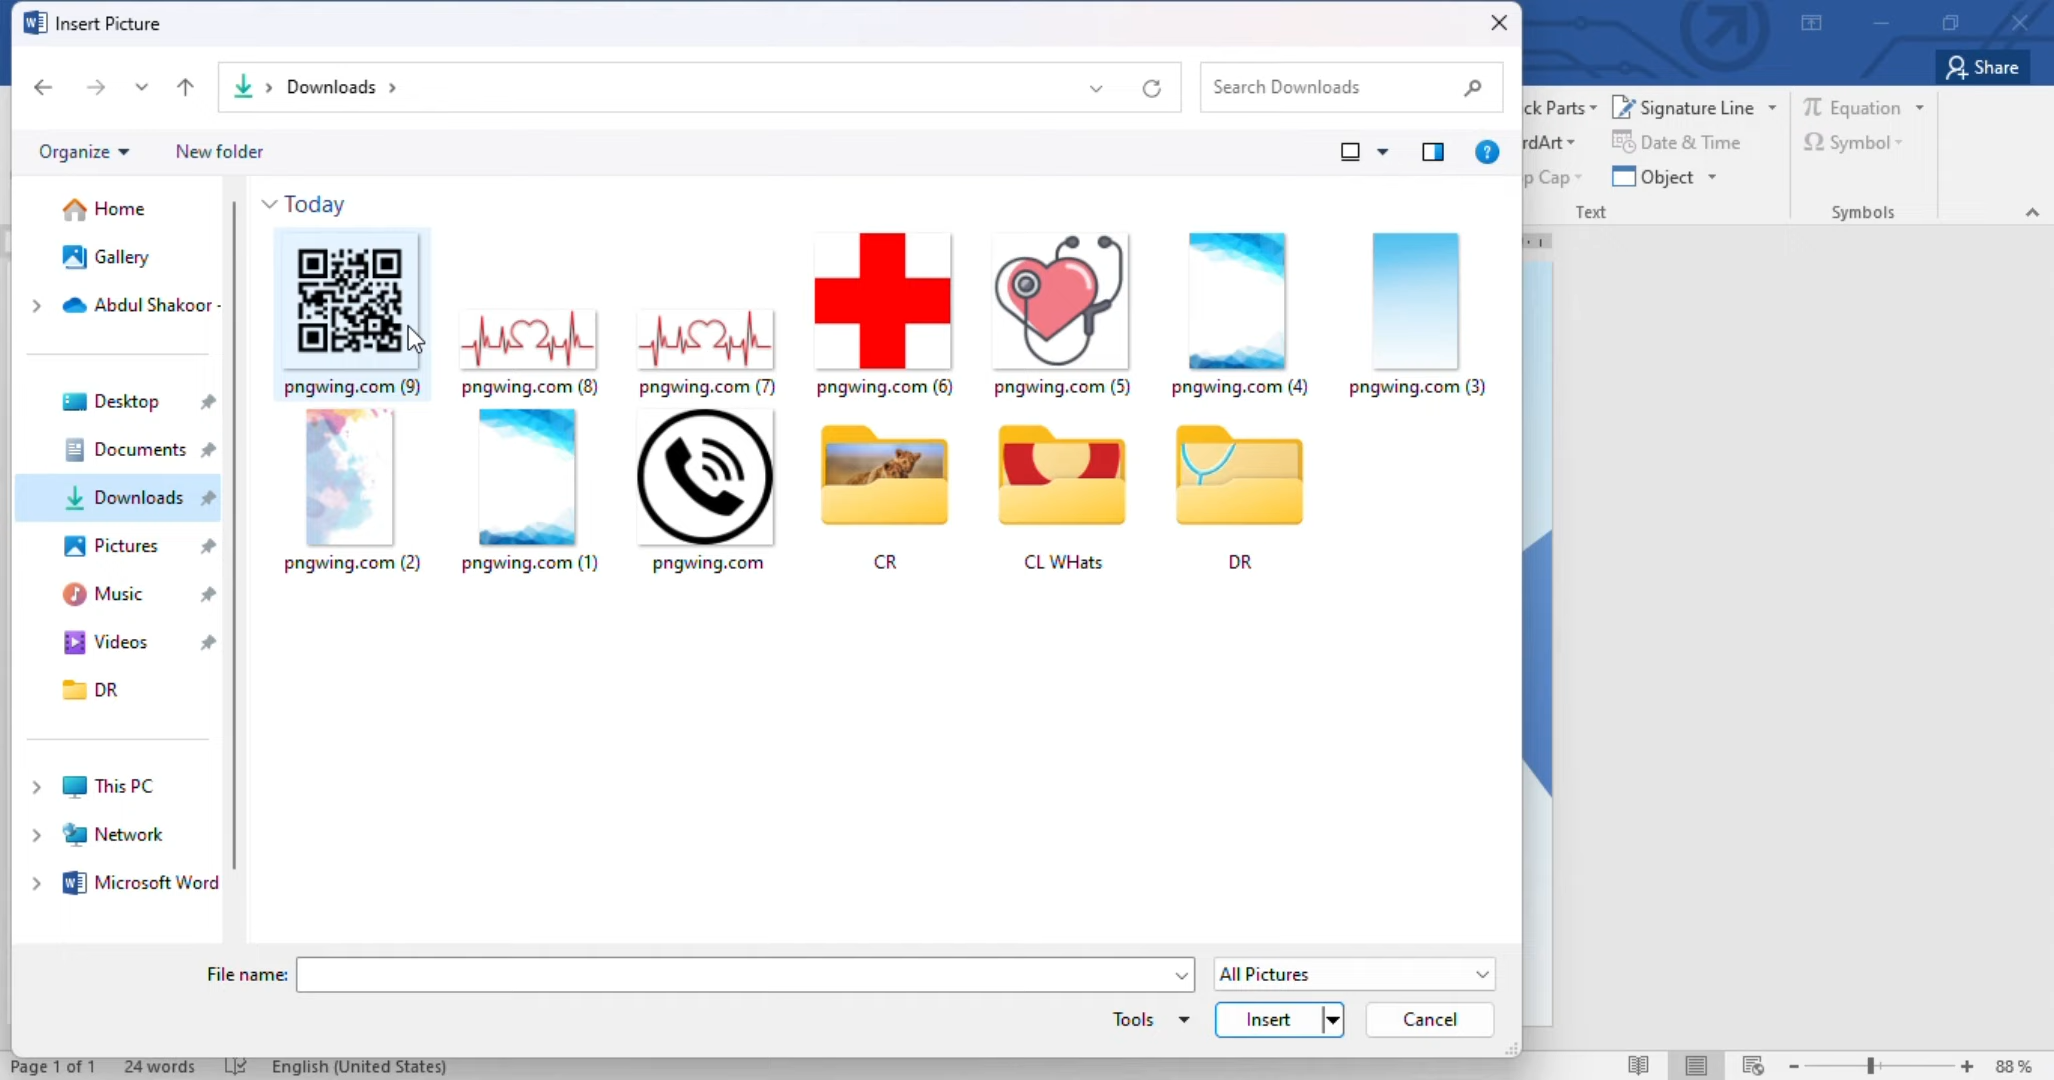 Insert Picture
Share
Downloads
Search Downloads
ck Parts
Signature Line
Equation
rdArt
Date & Time
Symbol
p Cap
Object
Text
Symbols
Organize
New folder
Home
Gallery
Abdul Shakoor -
Desktop
Documents
Downloads
Pictures
Music
Videos
DR
This PC
Network
Microsoft Word
Today
pngwing.com (9)
pngwing.com (8)
pngwing.com (7)
pngwing.com (6)
pngwing.com (5)
pngwing.com (4)
pngwing.com (3)
pngwing.com (2)
pngwing.com (1)
pngwing.com
CR
CL WHats
DR
File name:
All Pictures
Tools
Insert
Cancel
Page 1 of 1
24 words
English (United States)
88 %